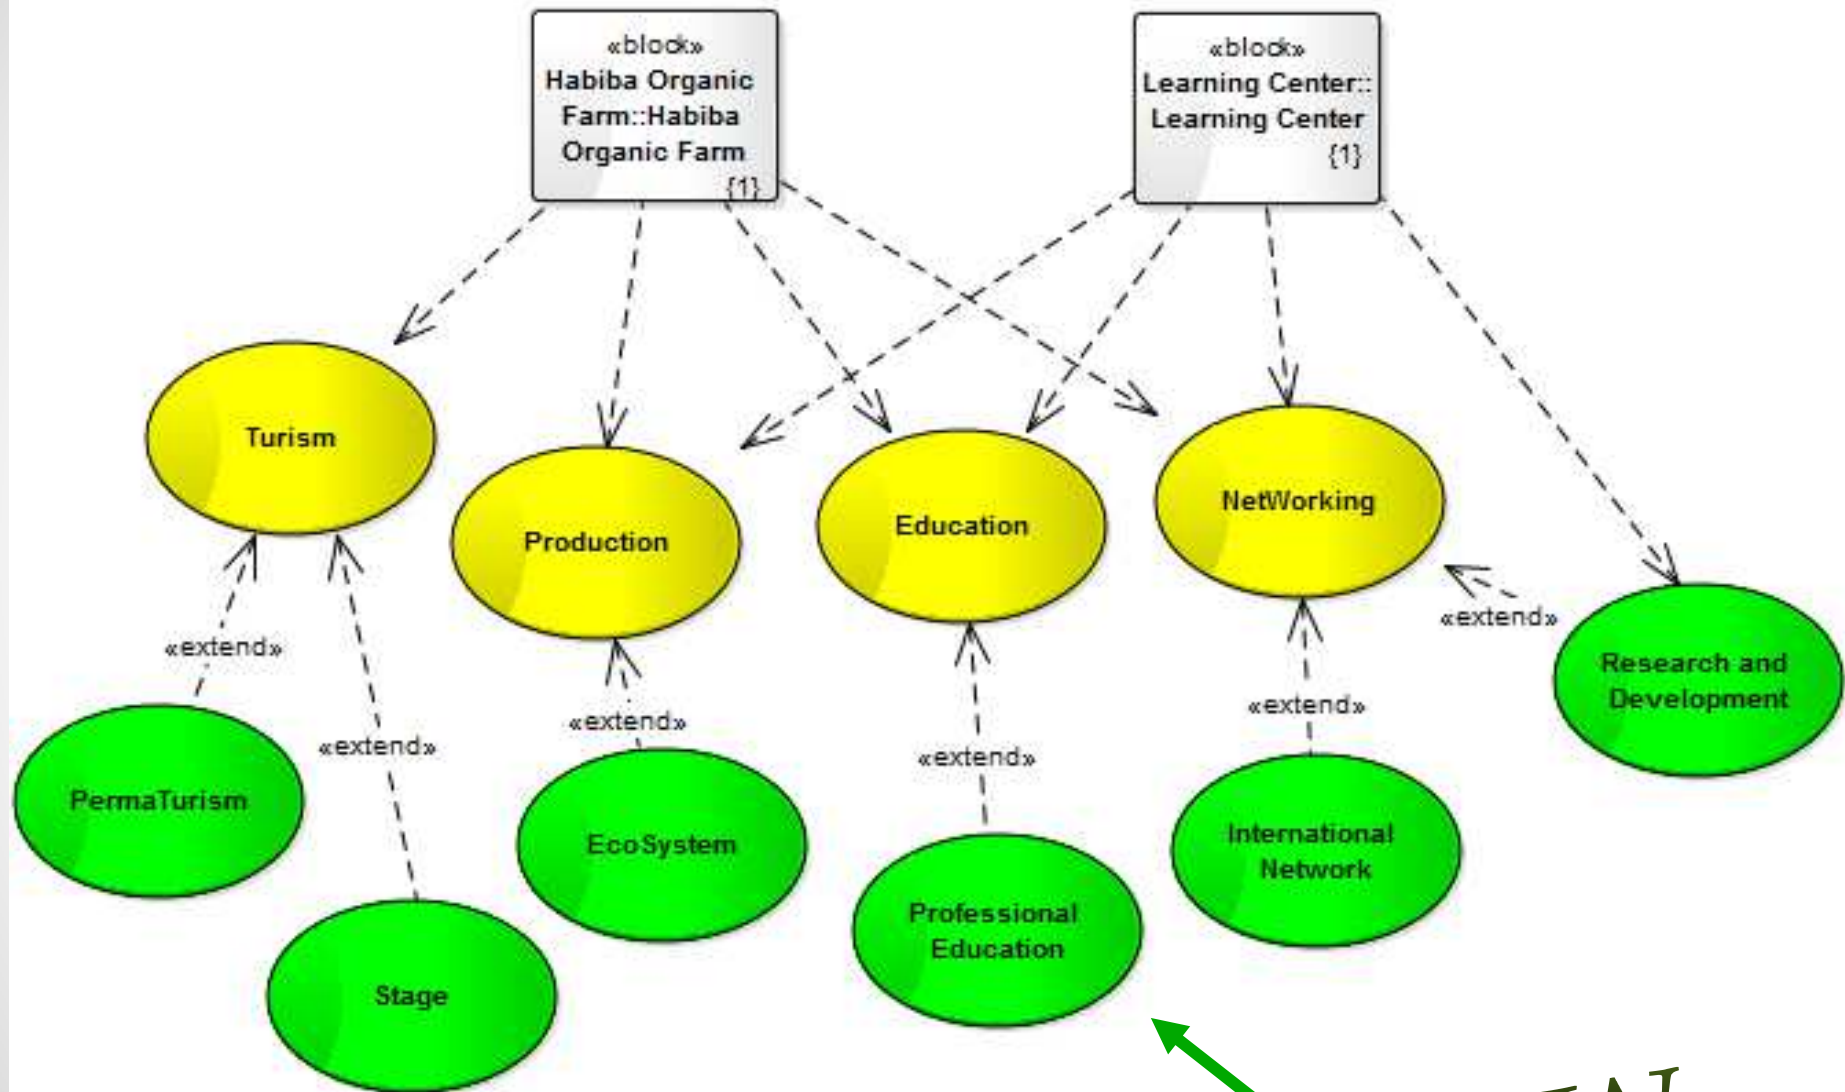 «block»
Habiba Organic
Farm::Habiba
Organic Farm
{1}
«block»
Learning Center::
Learning Center
{1}
Turism
Production
Education
NetWorking
«extend»
«extend»
«extend»
«extend»
«extend»
«extend»
Research and
Development
PermaTurism
EcoSystem
International
Network
Professional
Education
Stage